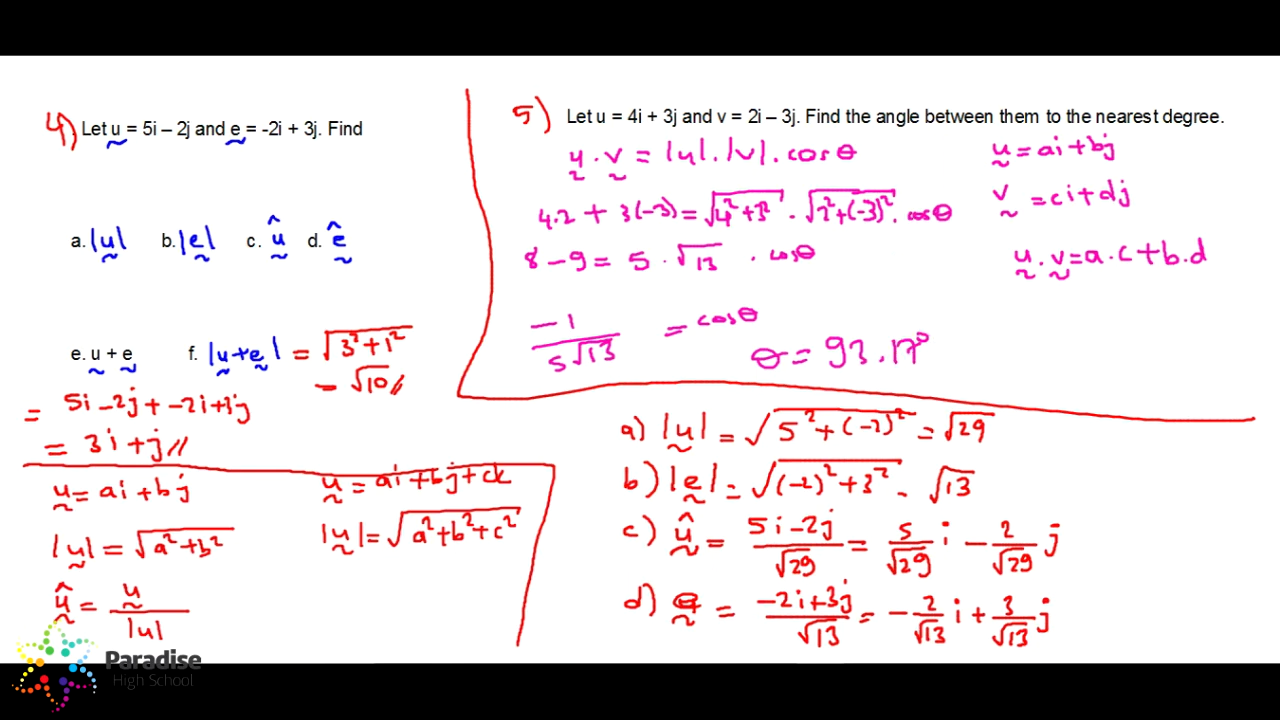 4) Let u = 5i – 2j and e = -2i + 3j. Find
a. |u| b. |e| c. û d. ê
e. u + e f. |u+e| = √(3²+1²)
= √10 //
= 5i-2j+-2i+3j
= 3i+j //
u = ai+bj
|u| = √(a²+b²)
û = u/|u|
u = ai+bj+ck
|u| = √(a²+b²+c²)
5) Let u = 4i + 3j and v = 2i – 3j. Find the angle between them to the nearest degree.
u.v = |u|.|v|.cosθ
4.2 + 3(-3) = √(4²+3²) . √(2²+(-3)²) . cosθ
8-9 = 5.√13 . cosθ
-1/(5√13) = cosθ
θ = 93.17°
u = ai+bj
v = ci+dj
u.v = a.c+b.d
a) |u| = √(5²+(-2)²) = √29
b) |e| = √((-2)²+3²) = √13
c) û = (5i-2j)/√29 = 5/√29 i - 2/√29 j
d) ê = (-2i+3j)/√13 = -2/√13 i + 3/√13 j
Paradise
High School